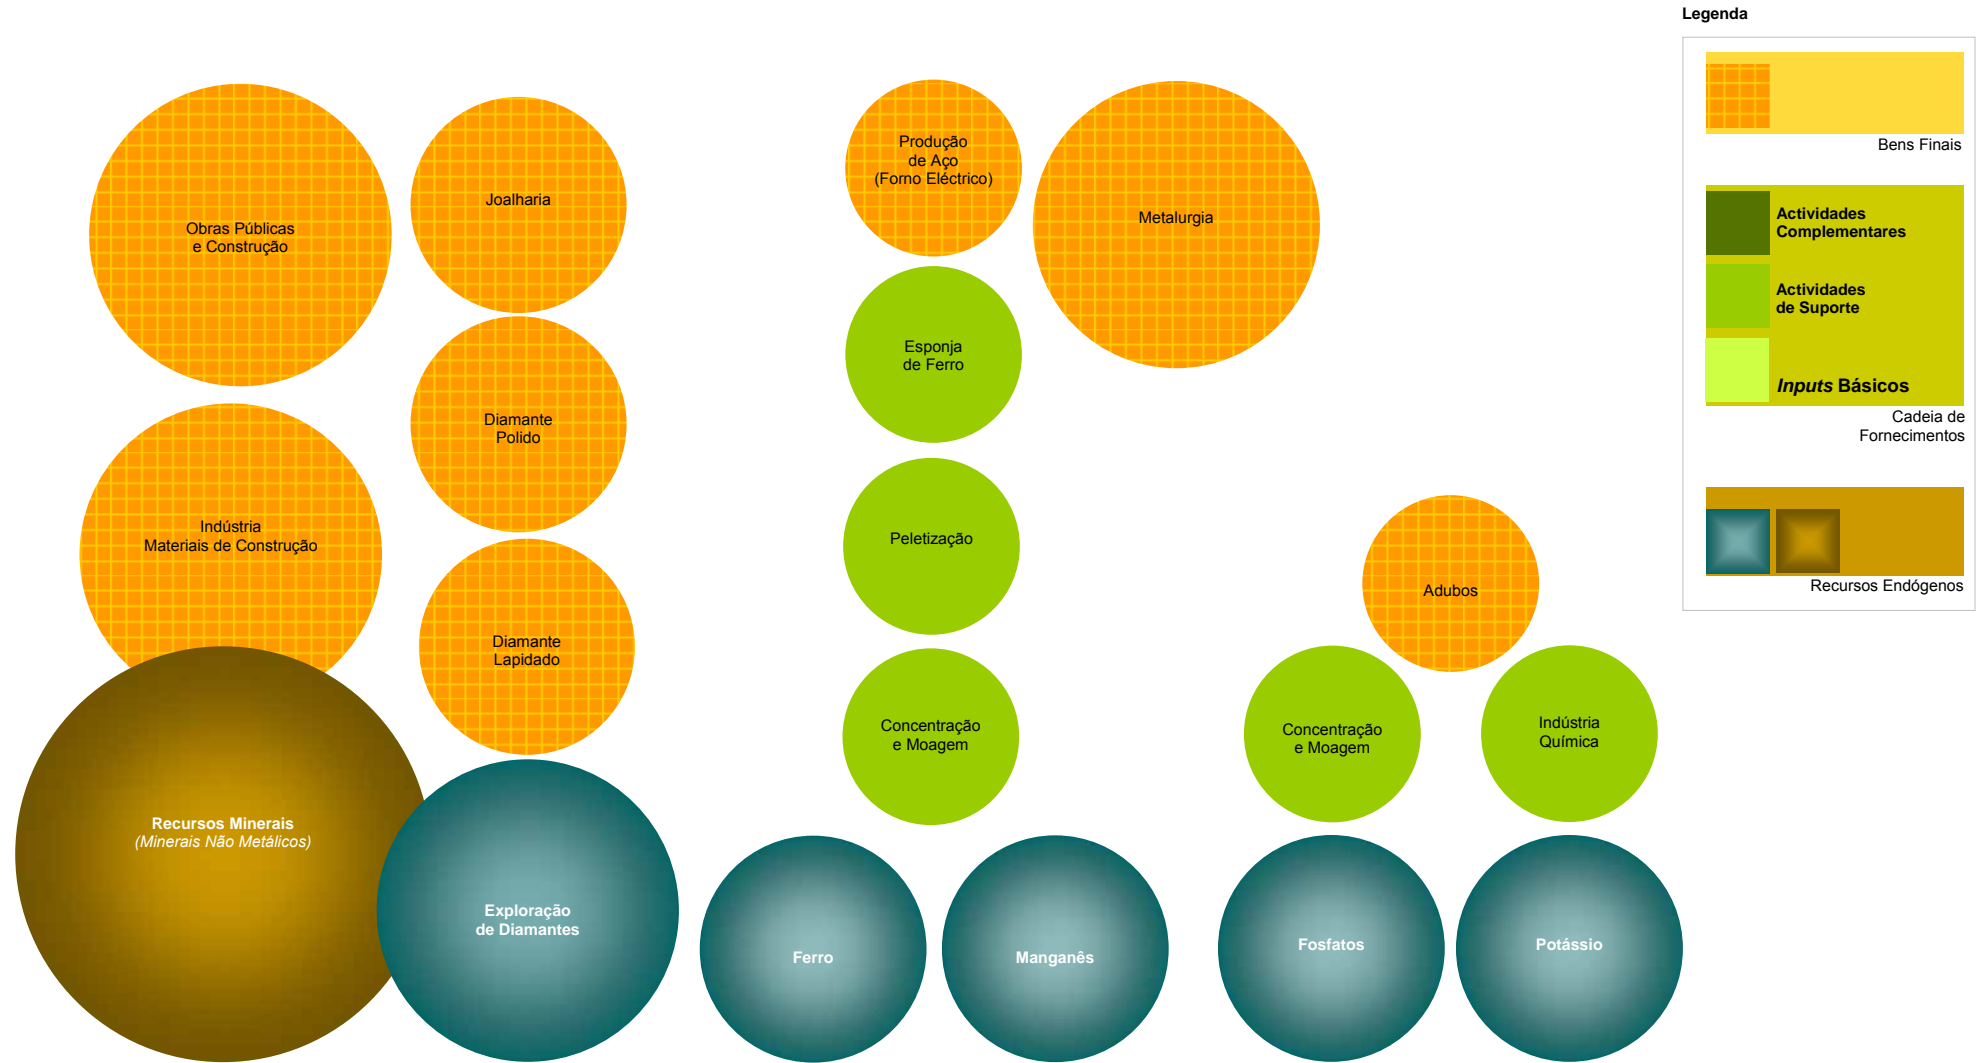 Legenda
Bens Finais
Actividades
Complementares
Actividades
de Suporte
Inputs Básicos
Cadeia de
Fornecimentos
Recursos Endógenos
Obras Públicas
e Construção
Joalharia
Produção
de Aço
(Forno Eléctrico)
Metalurgia
Esponja
de Ferro
Diamante
Polido
Indústria
Materiais de Construção
Peletização
Adubos
Diamante
Lapidado
Concentração
e Moagem
Concentração
e Moagem
Indústria
Química
Recursos Minerais
(Minerais Não Metálicos)
Exploração
de Diamantes
Ferro
Manganês
Fosfatos
Potássio